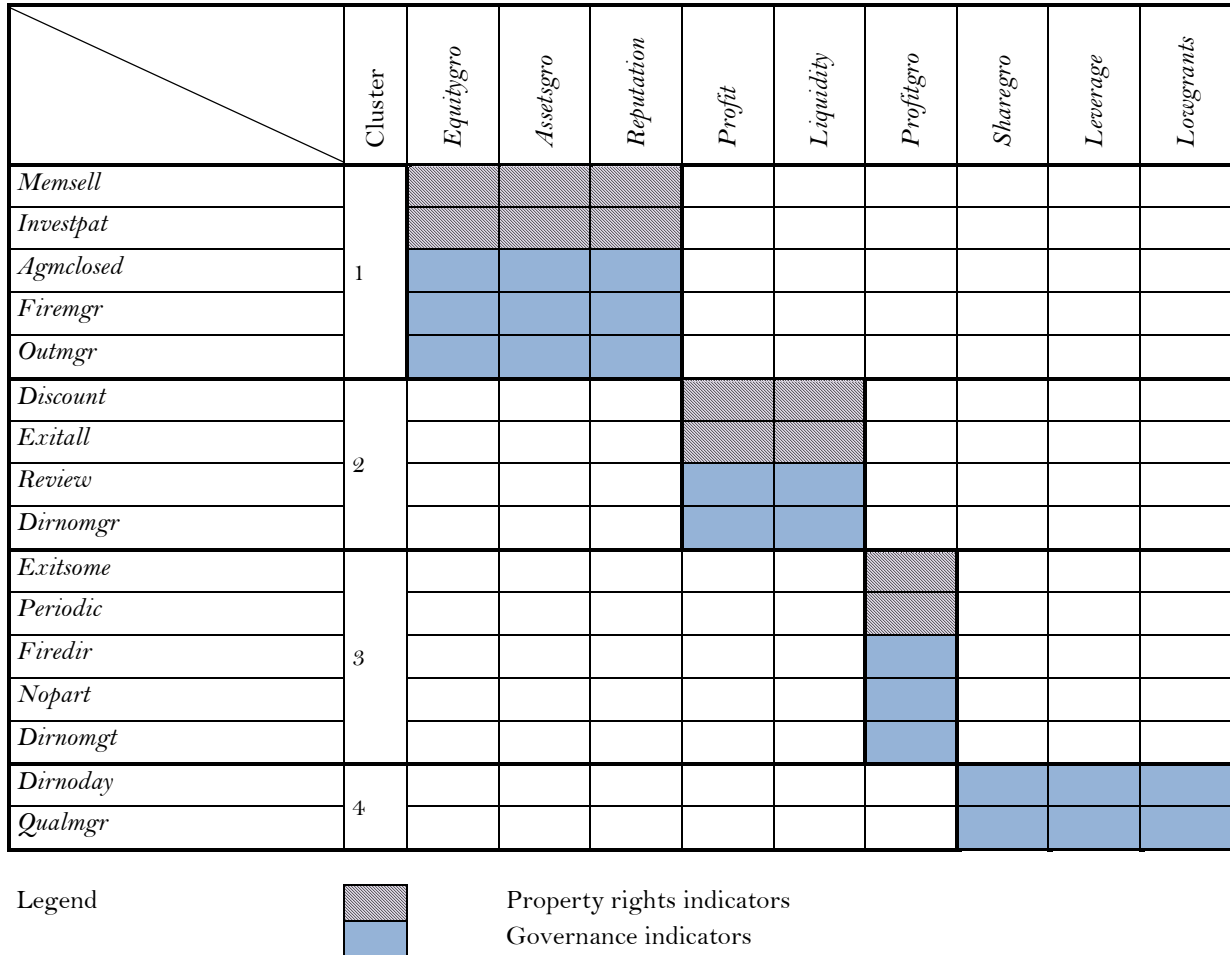 Cluster
Equitygro
Assetsgro
Reputation
Profit
Liquidity
Profitgro
Sharegro
Leverage
Lowgrants
Memsell
Investpat
Agmclosed
1
Firemgr
Outmgr
Discount
Exitall
2
Review
Dirnomgr
Exitsome
Periodic
Firedir
3
Nopart
Dirnomgt
Dirnoday
4
Qualmgr
Legend
Property rights indicators
Governance indicators